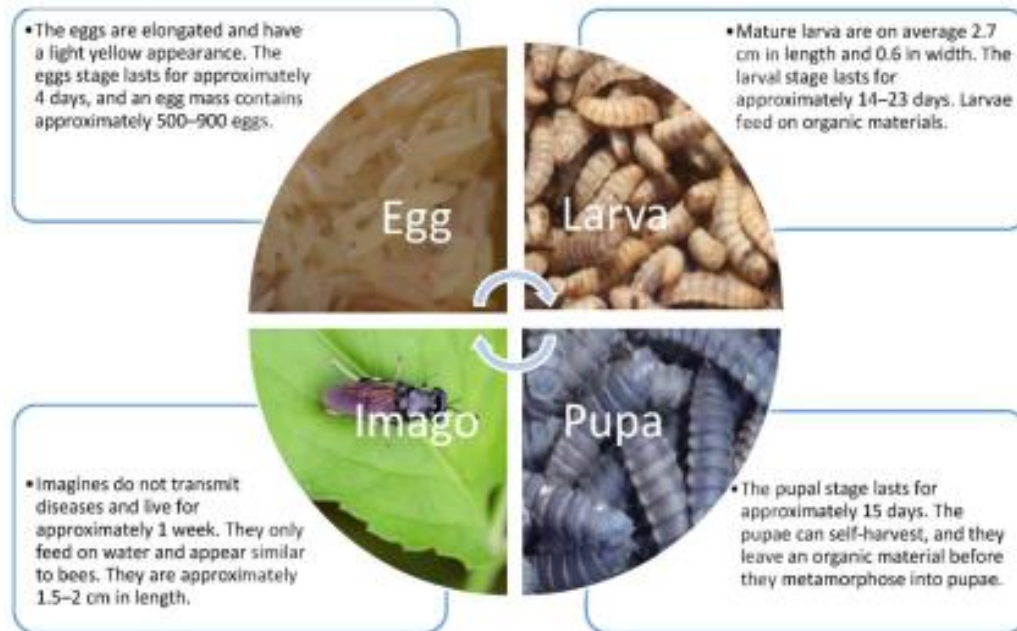 •The eggs are elongated and have
a light yellow appearance. The
eggs stage lasts for approximately
4 days, and an egg mass contains
approximately 500–900 eggs.
•Mature larva are on average 2.7
cm in length and 0.6 in width. The
larval stage lasts for
approximately 14–23 days. Larvae
feed on organic materials.
Egg
Larva
Imago
Pupa
•Imagines do not transmit
diseases and live for
approximately 1 week. They only
feed on water and appear similar
to bees. They are approximately
1.5–2 cm in length.
•The pupal stage lasts for
approximately 15 days. The
pupae can self-harvest, and they
leave an organic material before
they metamorphose into pupae.